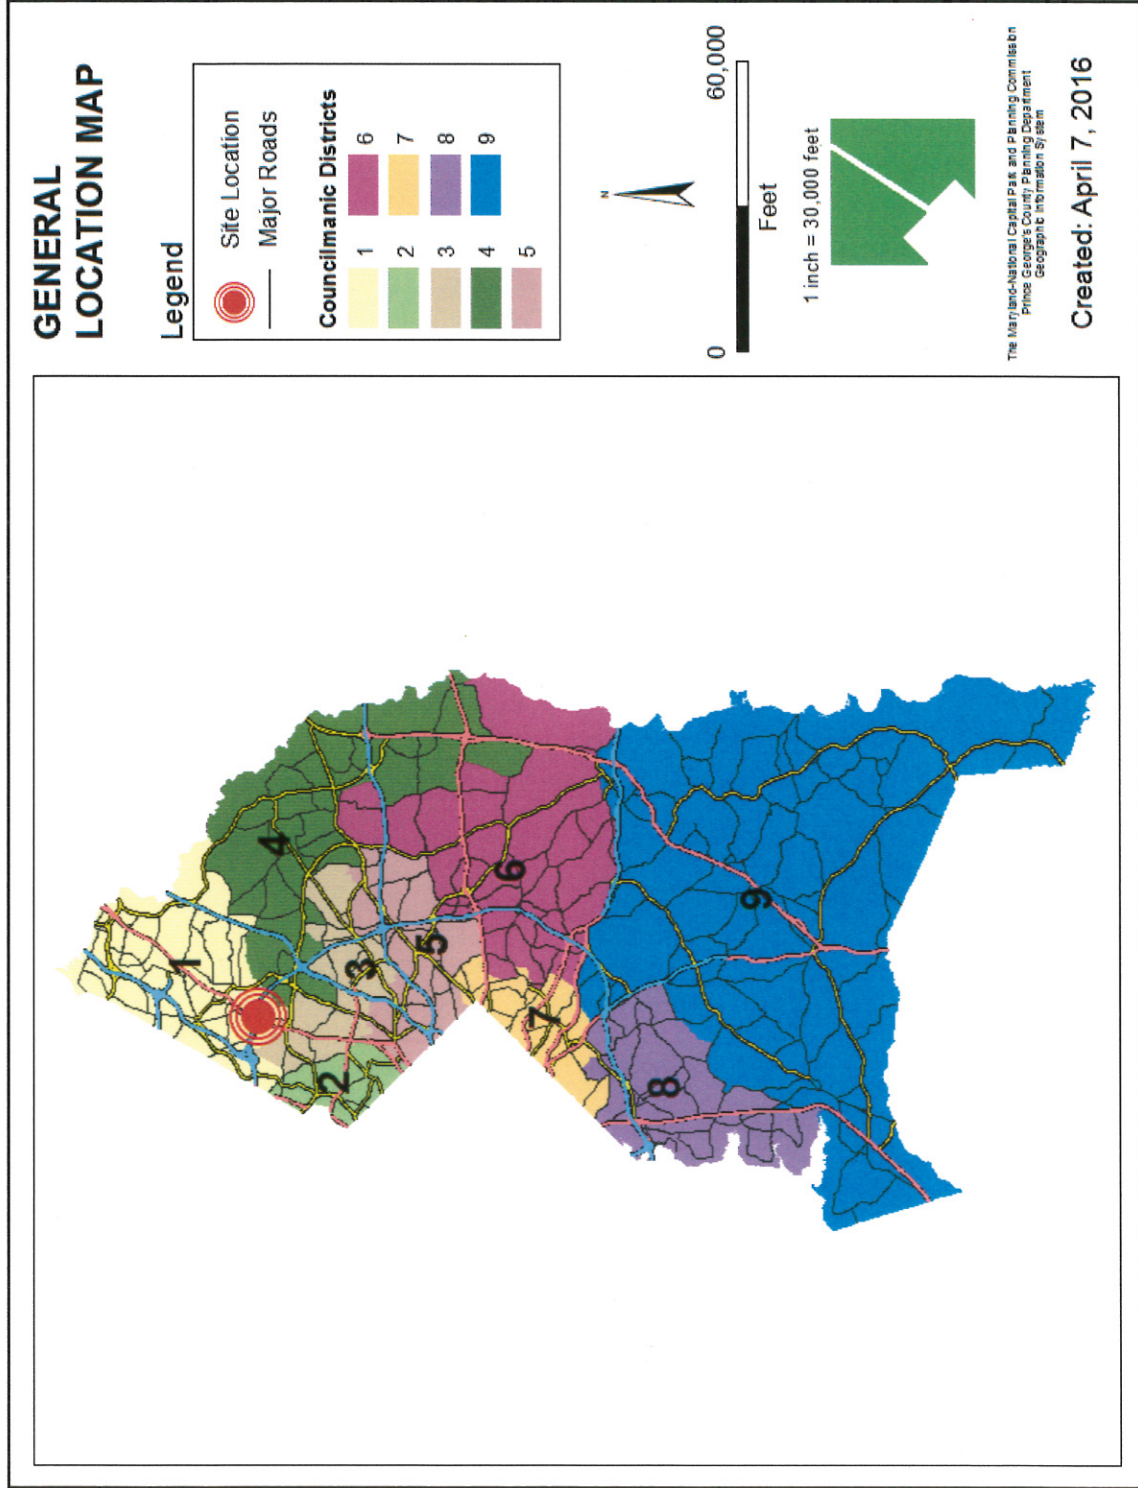 GENERAL
LOCATION MAP
Legend
Site Location
Major Roads
Councilmanic Districts
1
6
2
7
3
8
4
9
5
N
0
60,000
Feet
1 inch = 30,000 feet
The Maryland-National Capital Park and Planning Commission
Prince George's County Planning Department
Geographic Information System
Created: April 7, 2016
1
4
2
3
5
6
7
8
9